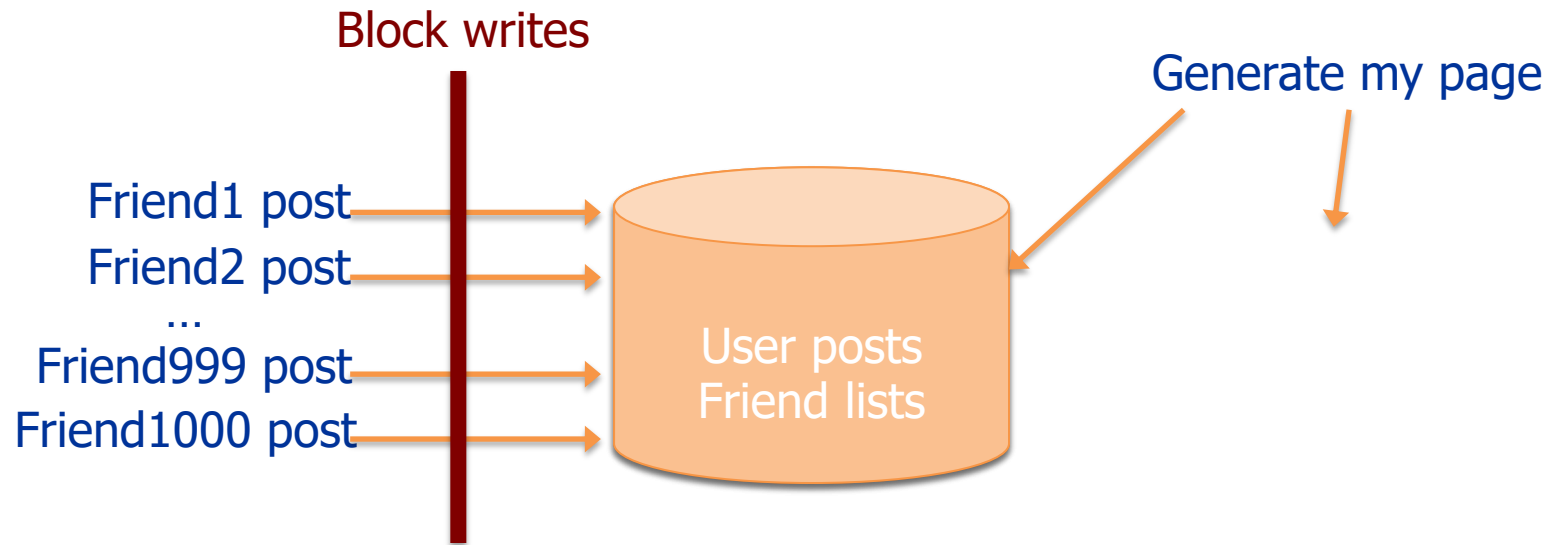 Block writes
Generate my page
Friend1 post
Friend2 post
…
Friend999 post
Friend1000 post
User posts
Friend lists